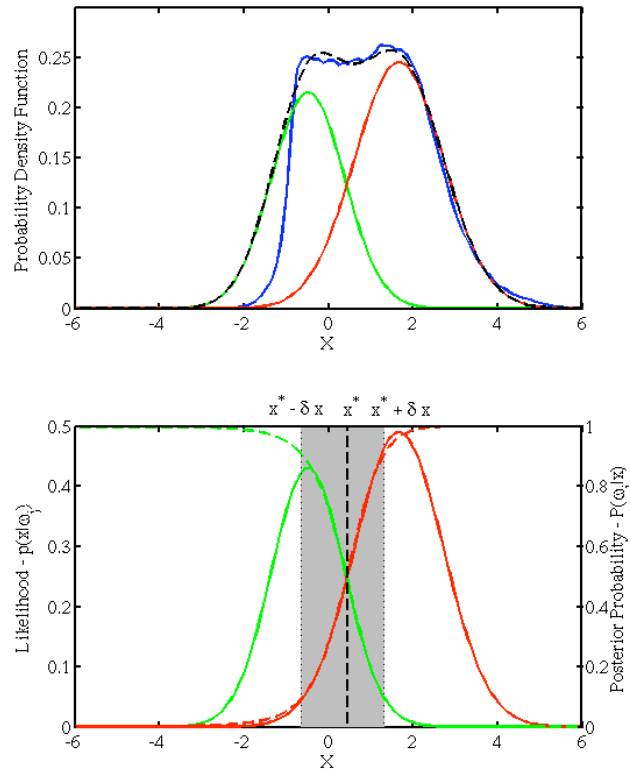 Probability Density Function
0.25
0.2
0.15
0.1
0.05
0
-6 -4 -2 0 2 4 6
X
x* - δ x x* x* + δ x
Likelihood - p(x|ωᵢ)
0.5
0.4
0.3
0.2
0.1
0
Posterior Probability - P(ωᵢ|x)
1
0.8
0.6
0.4
0.2
0
-6 -4 -2 0 2 4 6
X